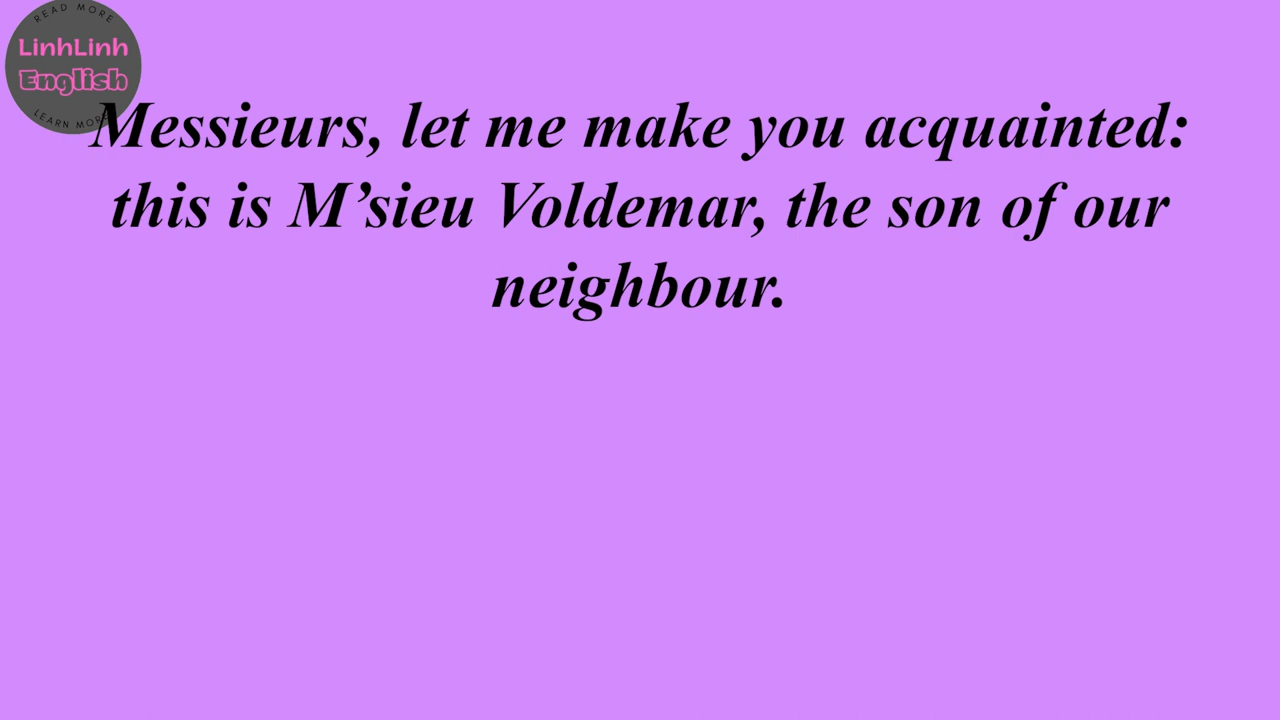 READ MORE
LinhLinh
English
LEARN MORE
Messieurs, let me make you acquainted:
this is M’sieu Voldemar, the son of our
neighbour.